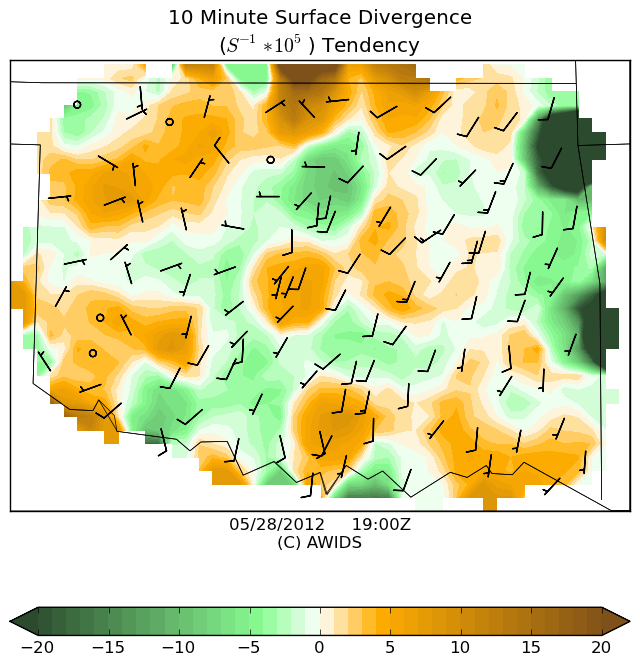 10 Minute Surface Divergence
(S⁻¹ * 10⁵ ) Tendency
05/28/2012 19:00Z
(C) AWIDS
−20 −15 −10 −5 0 5 10 15 20